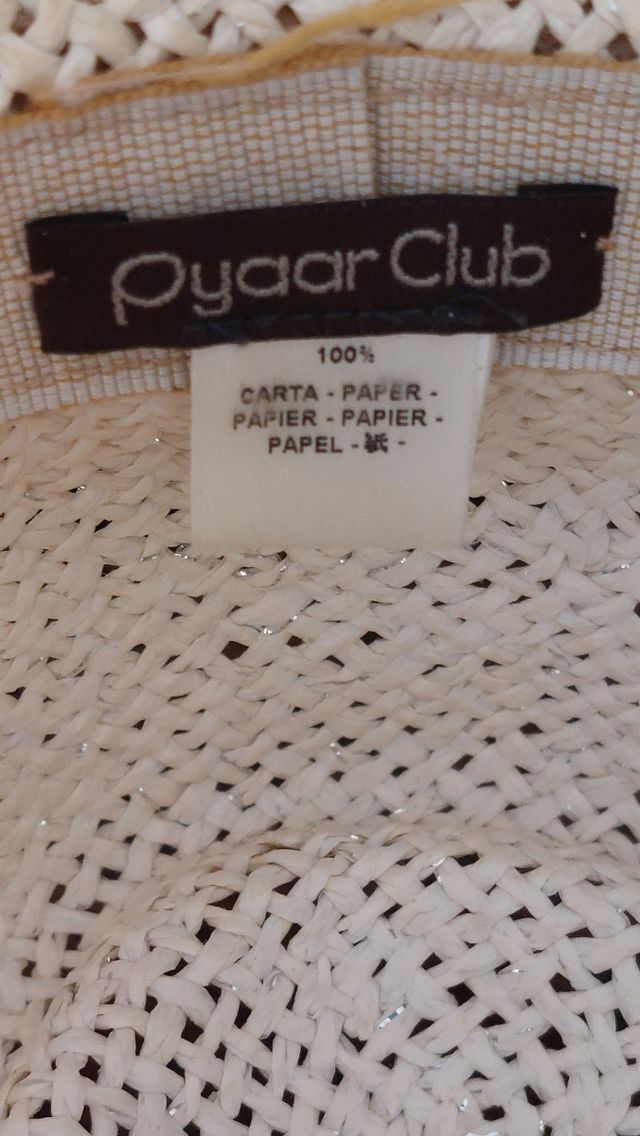 Pyaar Club
100%
CARTA - PAPER -
PAPIER - PAPIER -
PAPEL - 紙 -